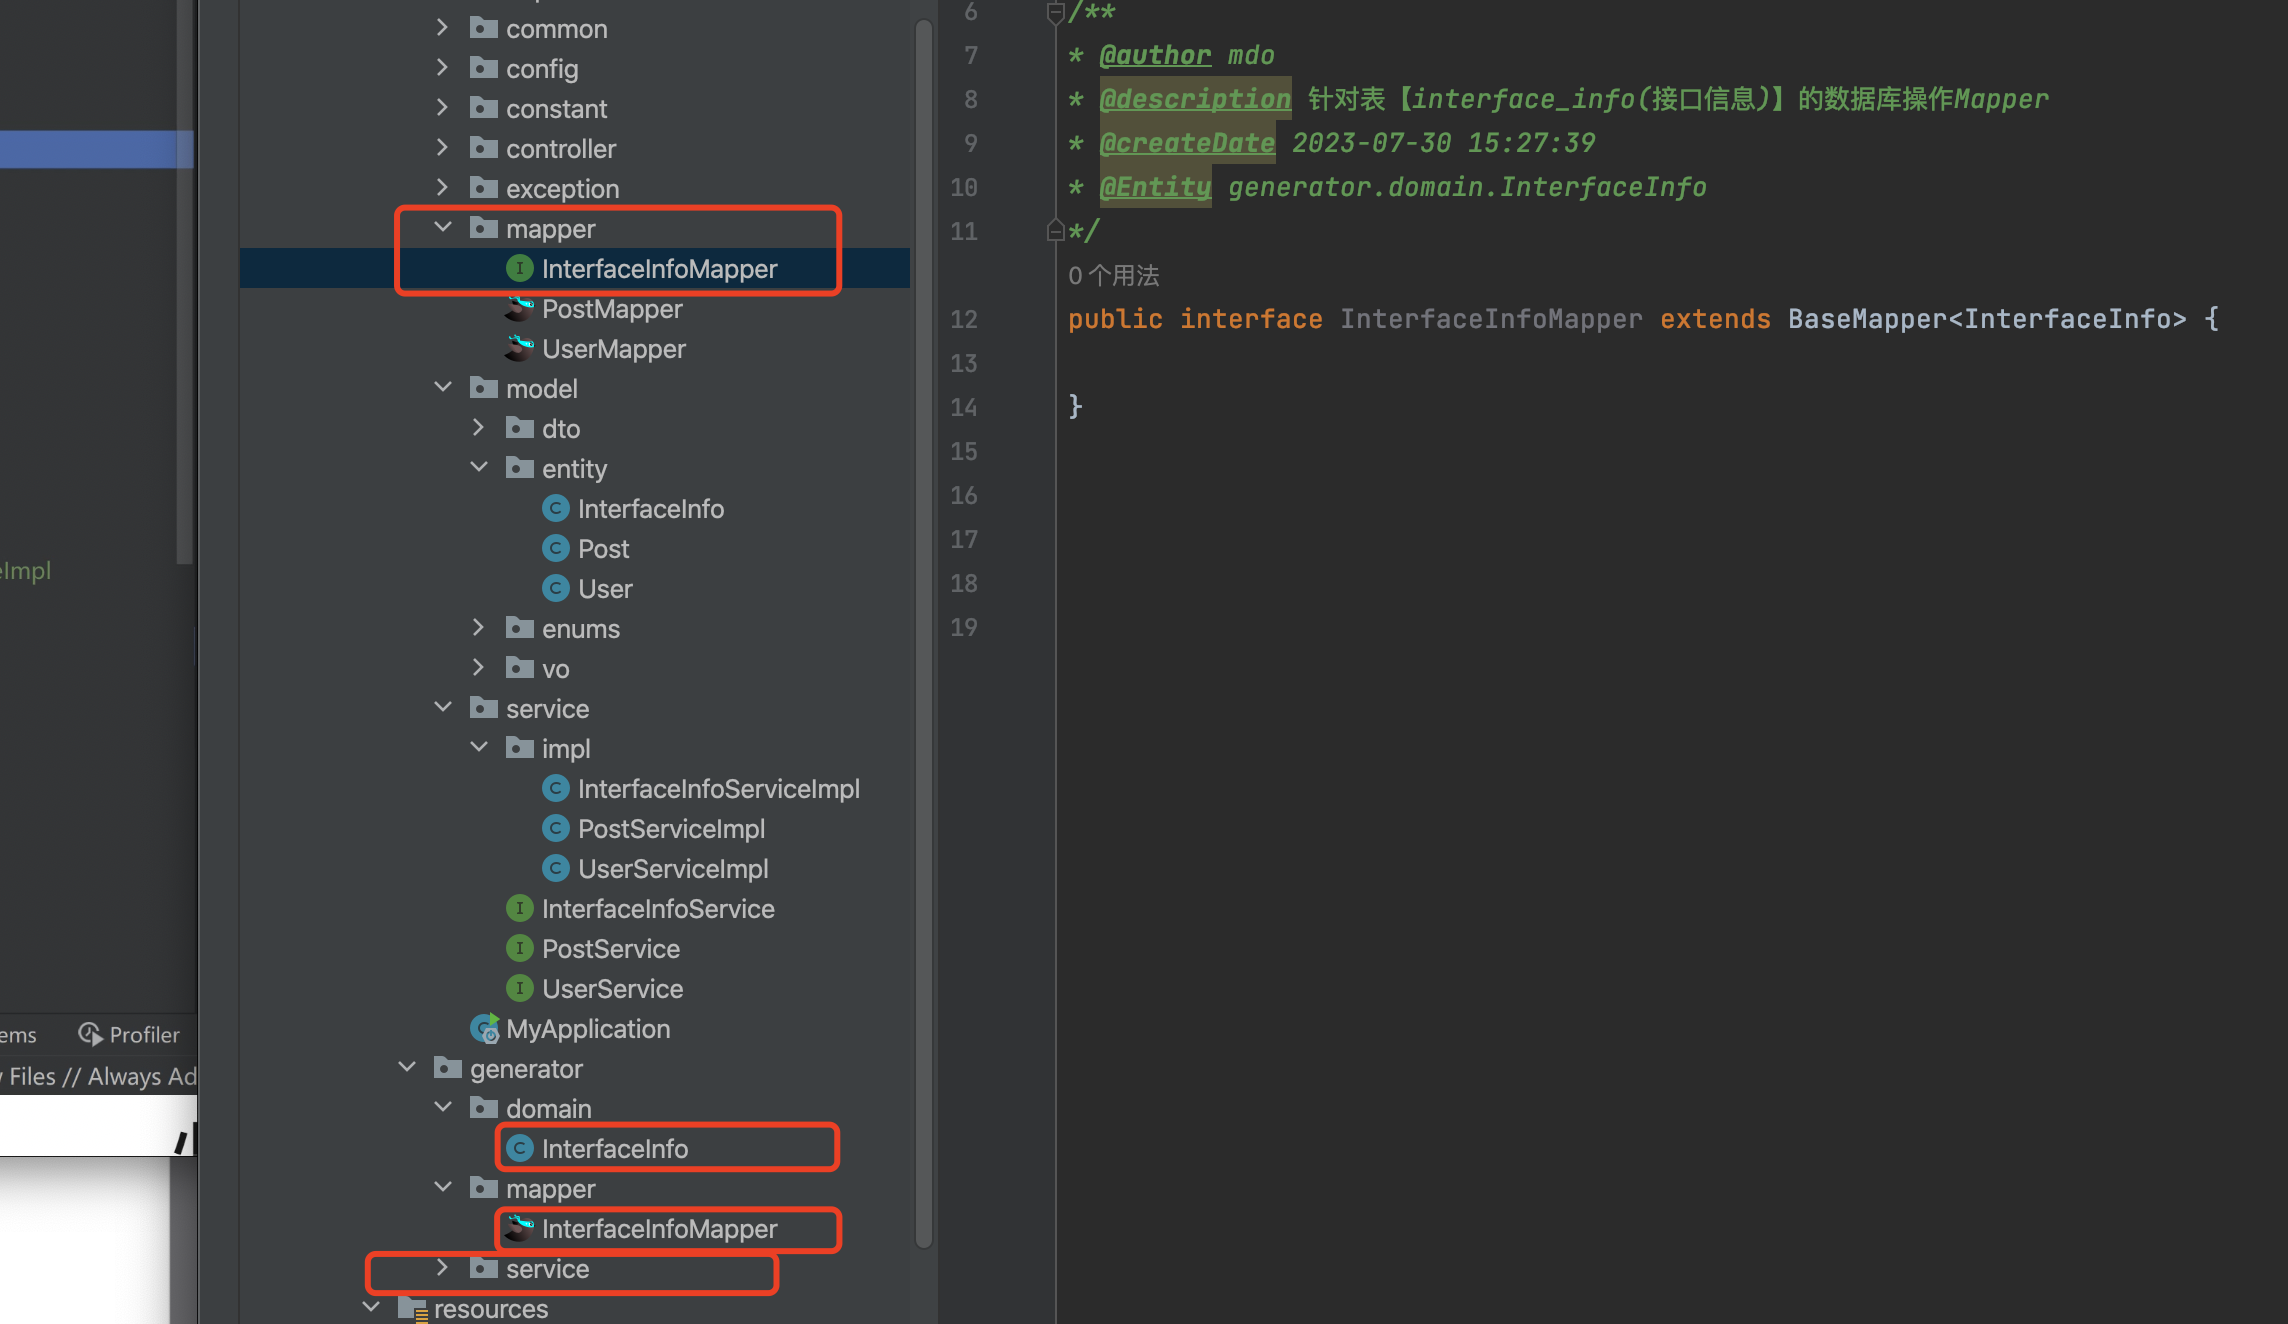 common
config
constant
controller
exception
mapper
InterfaceInfoMapper
PostMapper
UserMapper
model
dto
entity
InterfaceInfo
Post
User
enums
vo
service
impl
InterfaceInfoServiceImpl
PostServiceImpl
UserServiceImpl
InterfaceInfoService
PostService
UserService
MyApplication
generator
domain
InterfaceInfo
mapper
InterfaceInfoMapper
service
resources
eImpl
ems Profiler
Files // Always Ad
6 /**
7 * @author mdo
8 * @description 针对表【interface_info(接口信息)】的数据库操作Mapper
9 * @createDate 2023-07-30 15:27:39
10 * @Entity generator.domain.InterfaceInfo
11 */
0 个用法
12 public interface InterfaceInfoMapper extends BaseMapper<InterfaceInfo> {
13
14 }
15
16
17
18
19